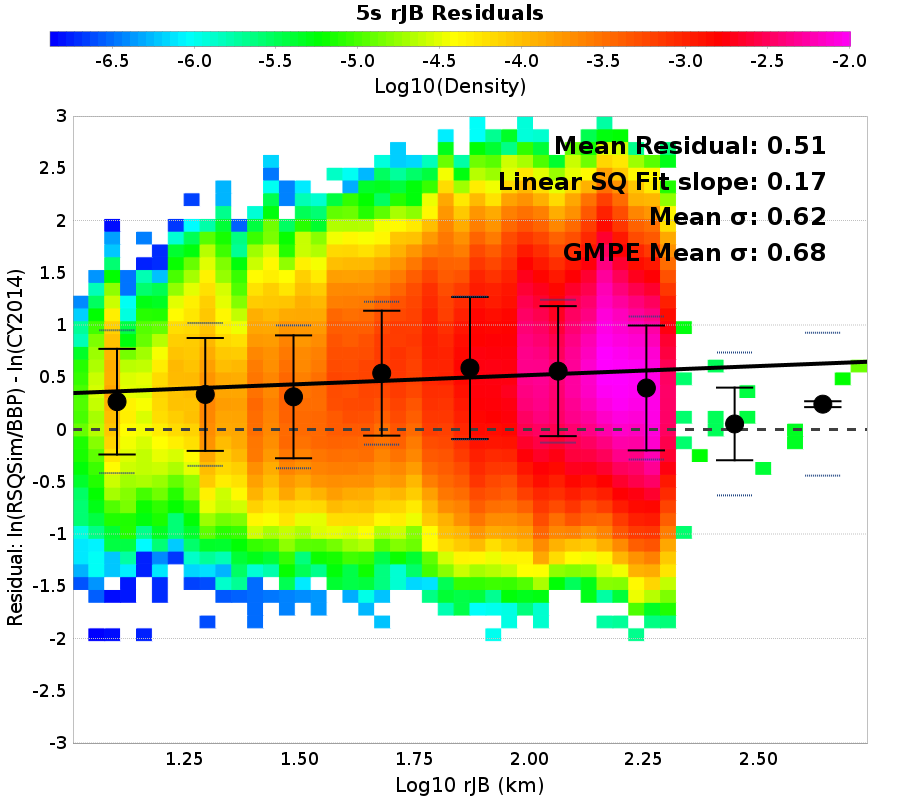 5s rJB Residuals
-6.5 -6.0 -5.5 -5.0 -4.5 -4.0 -3.5 -3.0 -2.5 -2.0
Log10(Density)
Mean Residual: 0.51
Linear SQ Fit slope: 0.17
Mean σ: 0.62
GMPE Mean σ: 0.68
Residual: ln(RSQSim/BBP) - ln(CY2014)
3
2.5
2
1.5
1
0.5
0
-0.5
-1
-1.5
-2
-2.5
-3
1.25 1.50 1.75 2.00 2.25 2.50
Log10 rJB (km)